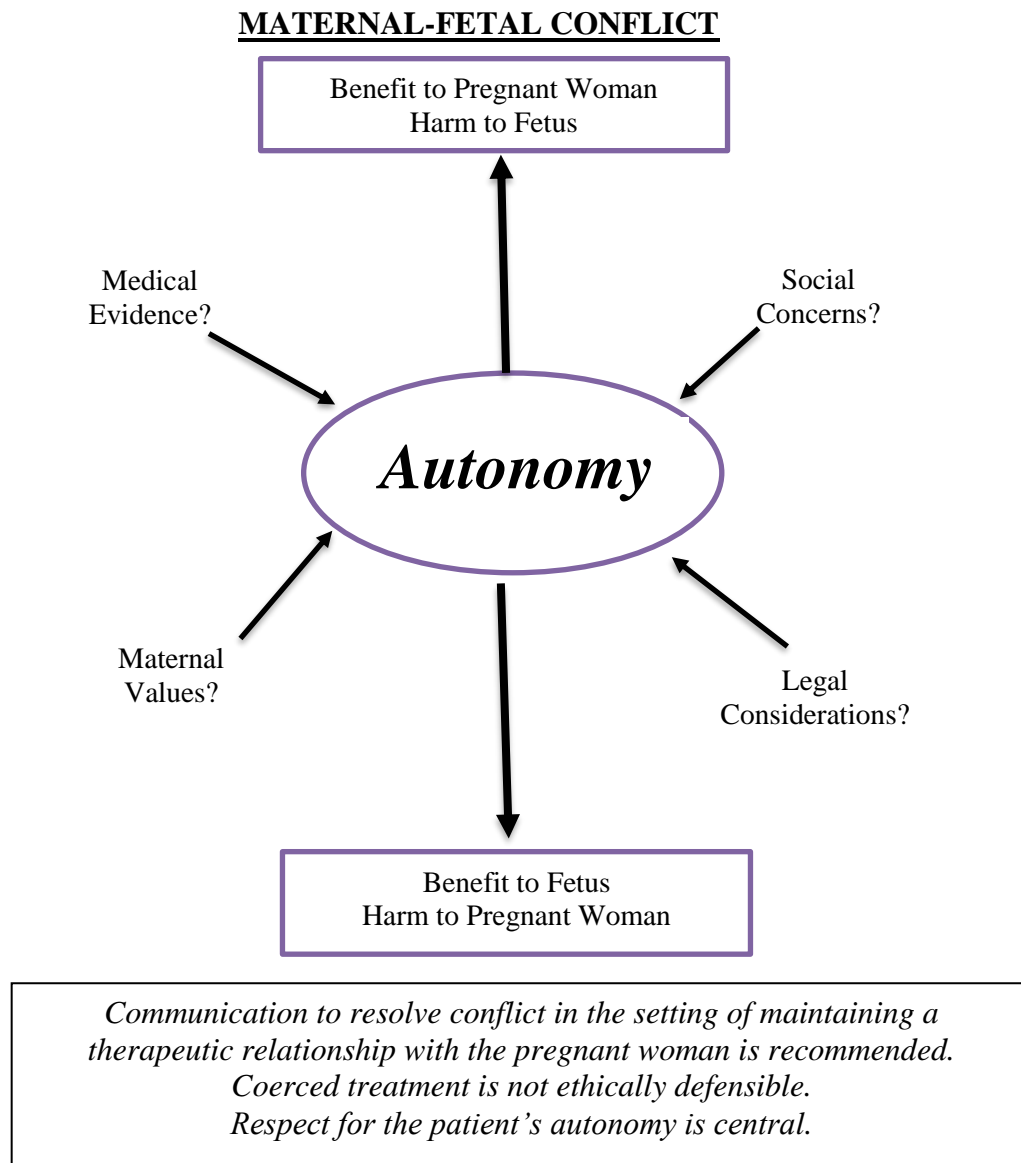 MATERNAL-FETAL CONFLICT
Benefit to Pregnant Woman
Harm to Fetus
Medical
Evidence?
Social
Concerns?
Autonomy
Maternal
Values?
Legal
Considerations?
Benefit to Fetus
Harm to Pregnant Woman
Communication to resolve conflict in the setting of maintaining a
therapeutic relationship with the pregnant woman is recommended.
Coerced treatment is not ethically defensible.
Respect for the patient’s autonomy is central.